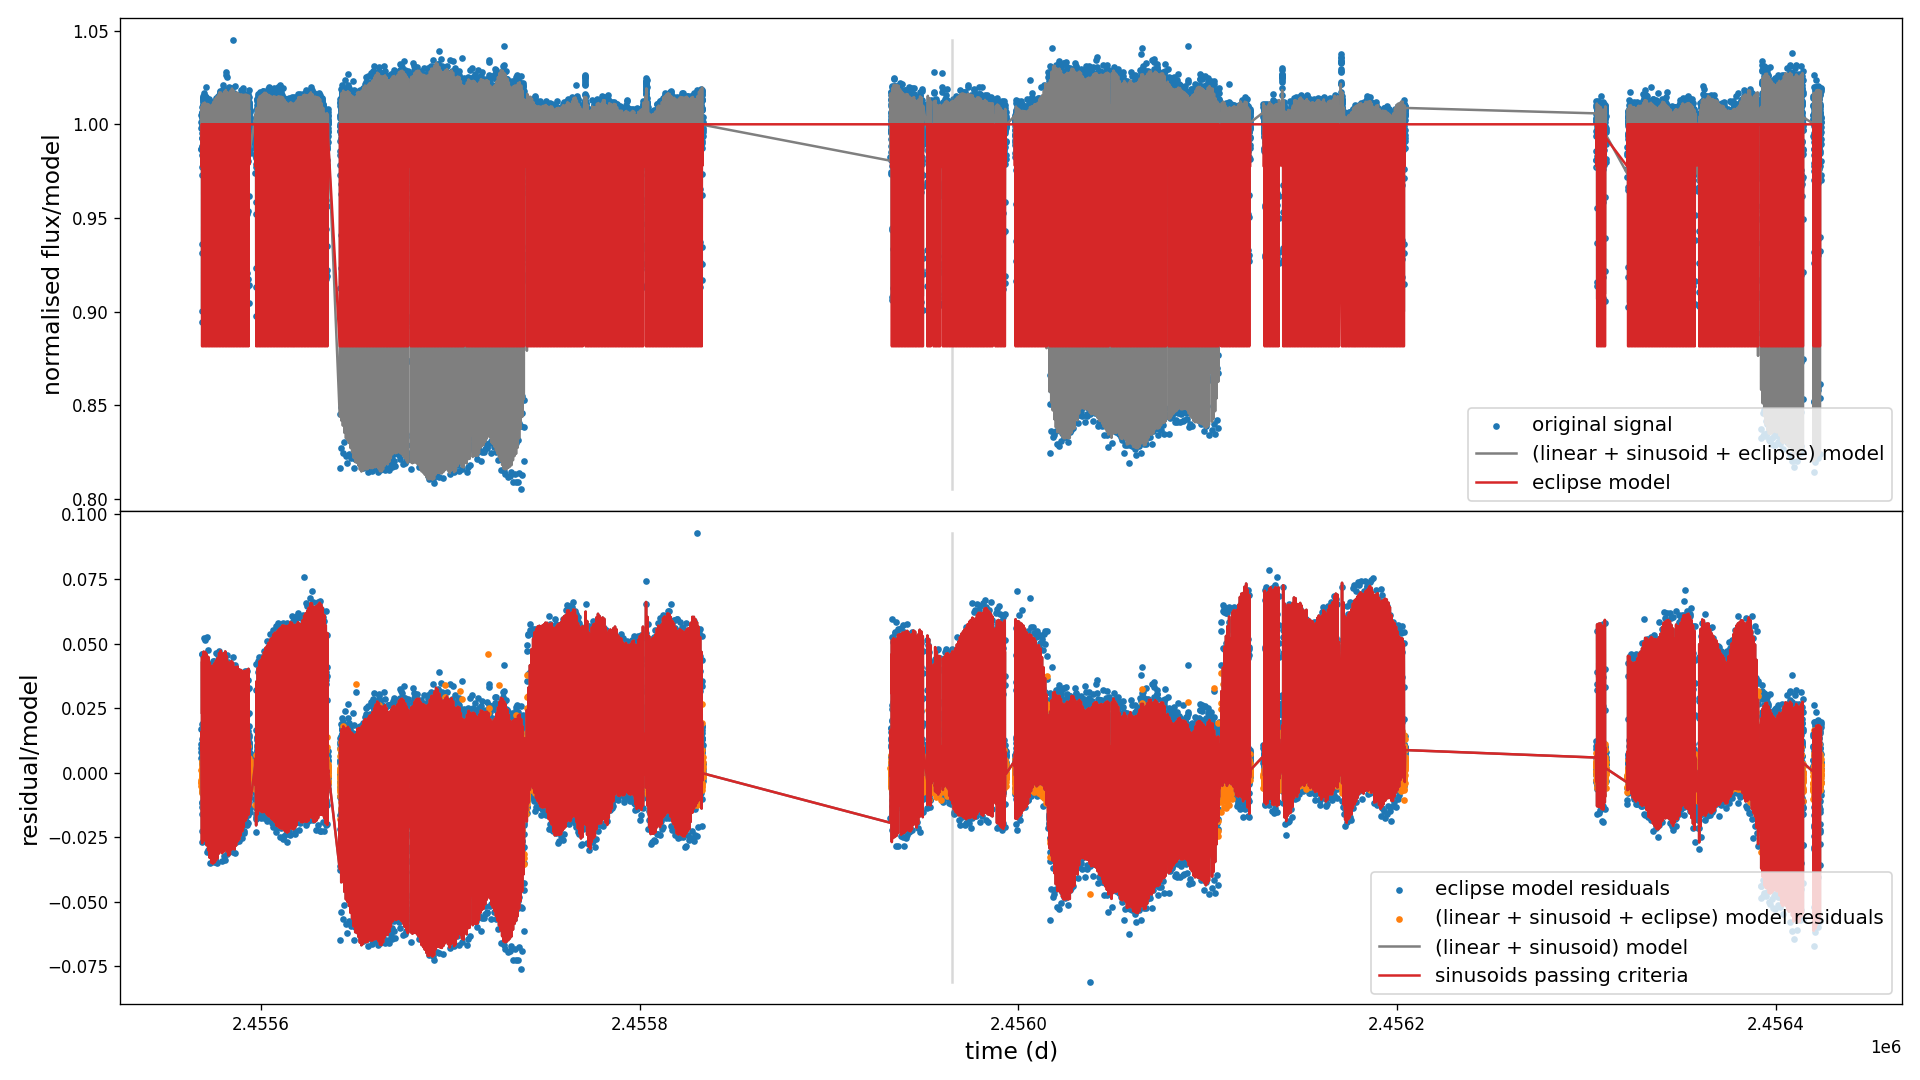 1.05
1.00
0.95
0.90
0.85
0.80
normalised flux/model
original signal
(linear + sinusoid + eclipse) model
eclipse model
0.100
0.075
0.050
0.025
0.000
−0.025
−0.050
−0.075
residual/model
eclipse model residuals
(linear + sinusoid + eclipse) model residuals
(linear + sinusoid) model
sinusoids passing criteria
2.4556 2.4558 2.4560 2.4562 2.4564
time (d)
1e6